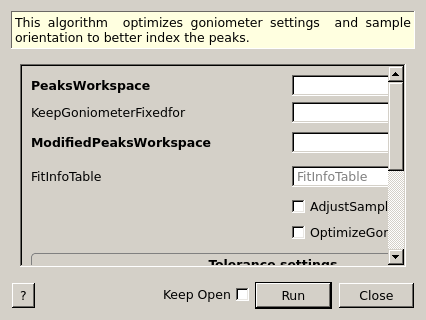 This algorithm optimizes goniometer settings and sample
orientation to better index the peaks.
PeaksWorkspace
KeepGoniometerFixedfor
ModifiedPeaksWorkspace
FitInfoTable FitInfoTable
AdjustSampl
OptimizeGor
Tolerance settings
? Keep Open Run Close